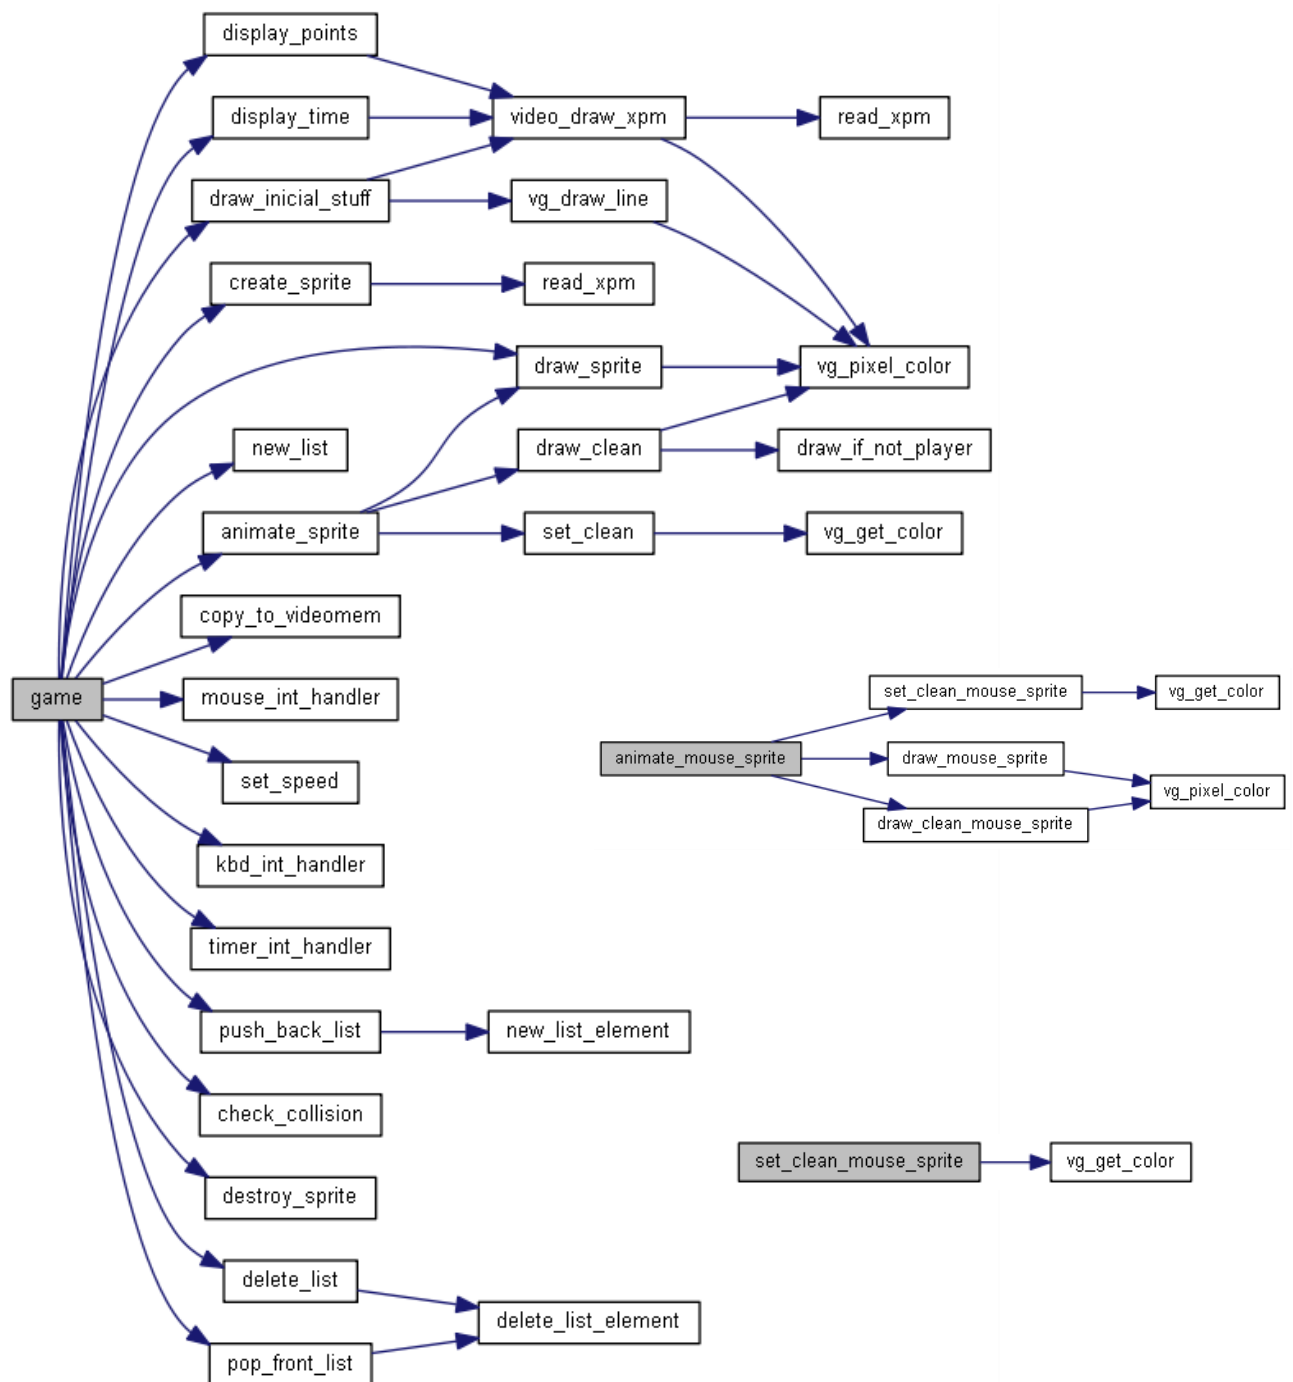 display_points
display_time
video_draw_xpm
read_xpm
draw_inicial_stuff
vg_draw_line
create_sprite
read_xpm
draw_sprite
vg_pixel_color
new_list
draw_clean
draw_if_not_player
animate_sprite
set_clean
vg_get_color
copy_to_videomem
game
mouse_int_handler
set_speed
kbd_int_handler
timer_int_handler
push_back_list
new_list_element
check_collision
destroy_sprite
delete_list
delete_list_element
pop_front_list
set_clean_mouse_sprite
vg_get_color
animate_mouse_sprite
draw_mouse_sprite
vg_pixel_color
draw_clean_mouse_sprite
set_clean_mouse_sprite
vg_get_color